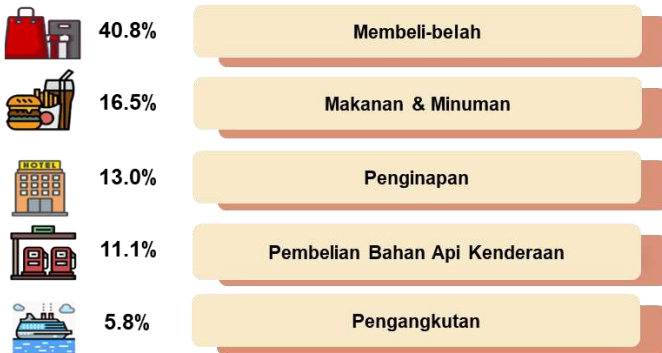 40.8% Membeli-belah
16.5% Makanan & Minuman
HOTEL
13.0% Penginapan
11.1% Pembelian Bahan Api Kenderaan
5.8% Pengangkutan